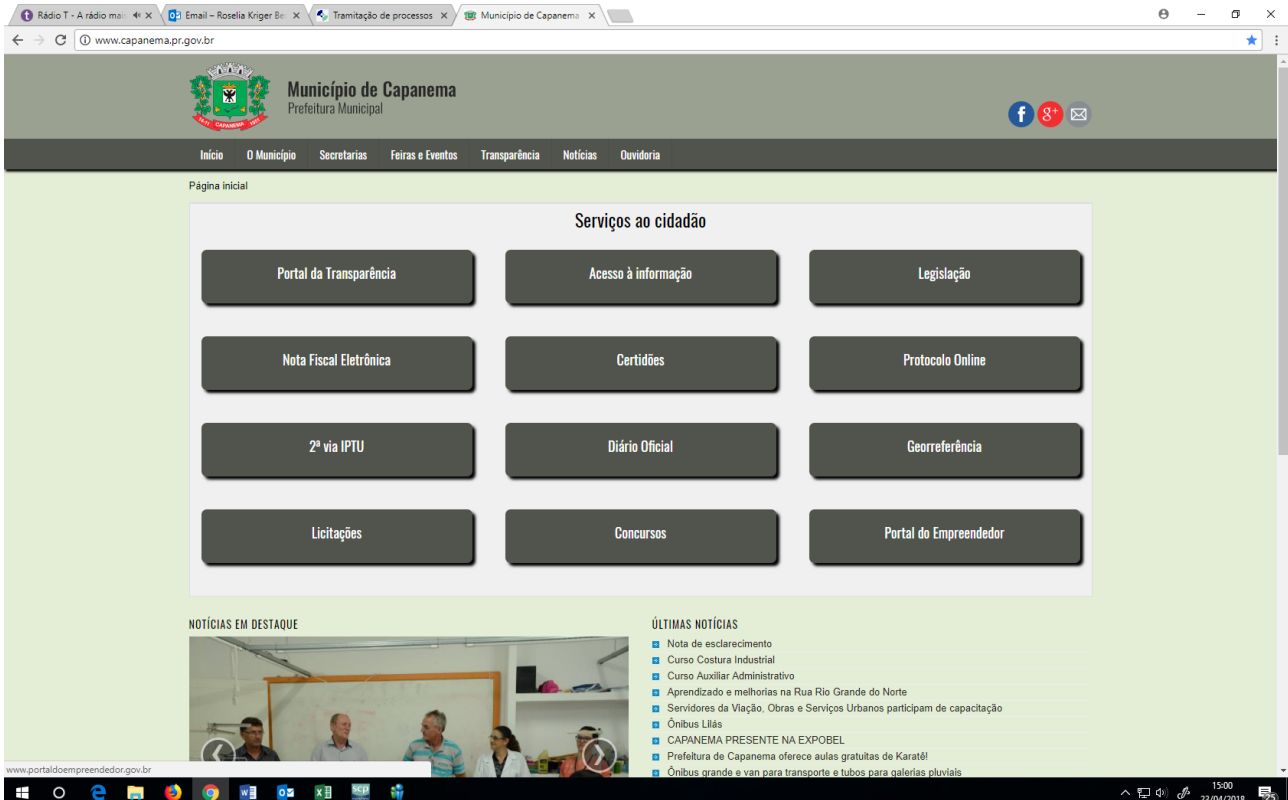 Rádio T - A rádio mai
Email – Roselia Kriger Be
Tramitação de processos
Município de Capanema
www.capanema.pr.gov.br
CAPANEMA
Município de Capanema
Prefeitura Municipal
Início O Município Secretarias Feiras e Eventos Transparência Notícias Ouvidoria
Página inicial
Serviços ao cidadão
Portal da Transparência Acesso à informação Legislação
Nota Fiscal Eletrônica Certidões Protocolo Online
2ª via IPTU Diário Oficial Georreferência
Licitações Concursos Portal do Empreendedor
NOTÍCIAS EM DESTAQUE
ÚLTIMAS NOTÍCIAS
Nota de esclarecimento
Curso Costura Industrial
Curso Auxiliar Administrativo
Aprendizado e melhorias na Rua Rio Grande do Norte
Servidores da Viação, Obras e Serviços Urbanos participam de capacitação
Ônibus Lilás
CAPANEMA PRESENTE NA EXPOBEL
Prefeitura de Capanema oferece aulas gratuitas de Karatê!
Ônibus grande e van para transporte e tubos para galerias pluviais
www.portaldoempreendedor.gov.br
15:00
23/04/2018